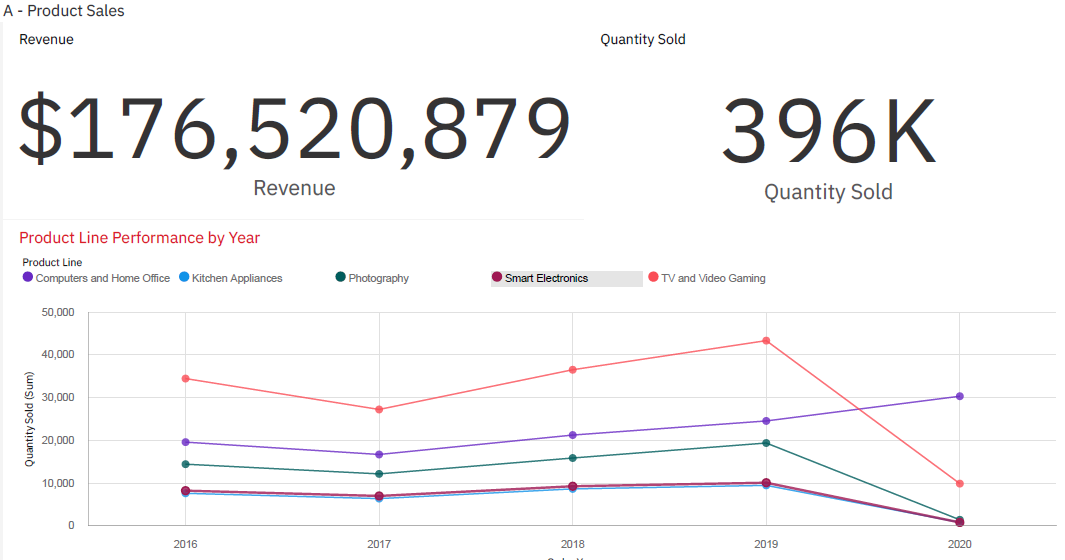 A - Product Sales
Revenue
Quantity Sold
$176,520,879
396K
Revenue
Quantity Sold
Product Line Performance by Year
Product Line
Computers and Home Office
Kitchen Appliances
Photography
Smart Electronics
TV and Video Gaming
50,000
40,000
30,000
20,000
10,000
0
Quantity Sold (Sum)
2016
2017
2018
2019
2020